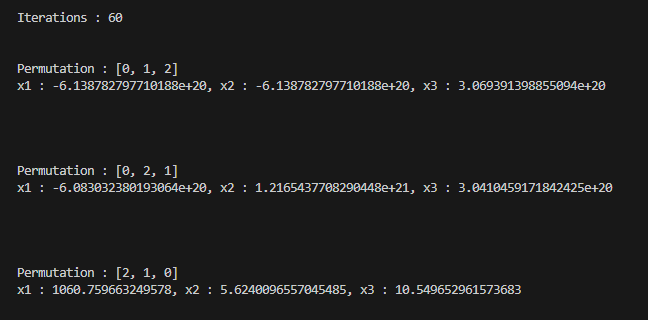 Iterations : 60
Permutation : [0, 1, 2]
x1 : -6.138782797710188e+20, x2 : -6.138782797710188e+20, x3 : 3.069391398855094e+20
Permutation : [0, 2, 1]
x1 : -6.083032380193064e+20, x2 : 1.2165437708290448e+21, x3 : 3.0410459171842425e+20
Permutation : [2, 1, 0]
x1 : 1060.759663249578, x2 : 5.6240096557045485, x3 : 10.549652961573683